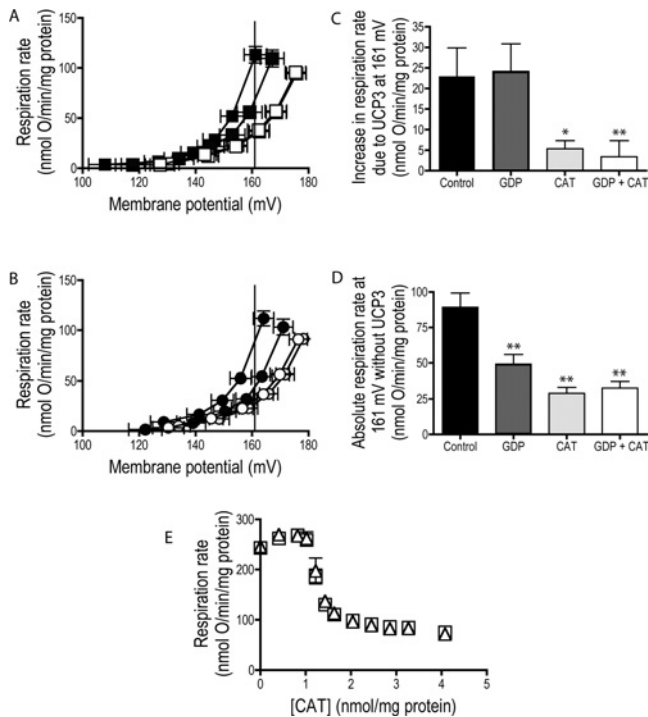 A
Respiration rate
(nmol O/min/mg protein)
150
100
50
0
100 120 140 160 180
Membrane potential (mV)
C
Increase in respiration rate
due to UCP3 at 161 mV
(nmol O/min/mg protein)
35
30
25
20
15
10
5
0
* **
Control GDP CAT GDP + CAT
B
Respiration rate
(nmol O/min/mg protein)
150
100
50
0
100 120 140 160 180
Membrane potential (mV)
D
Absolute respiration rate at
161 mV without UCP3
(nmol O/min/mg protein)
100
75
50
25
0
** ** **
Control GDP CAT GDP + CAT
E
Respiration rate
(nmol O/min/mg protein)
300
200
100
0
0 1 2 3 4 5
[CAT] (nmol/mg protein)